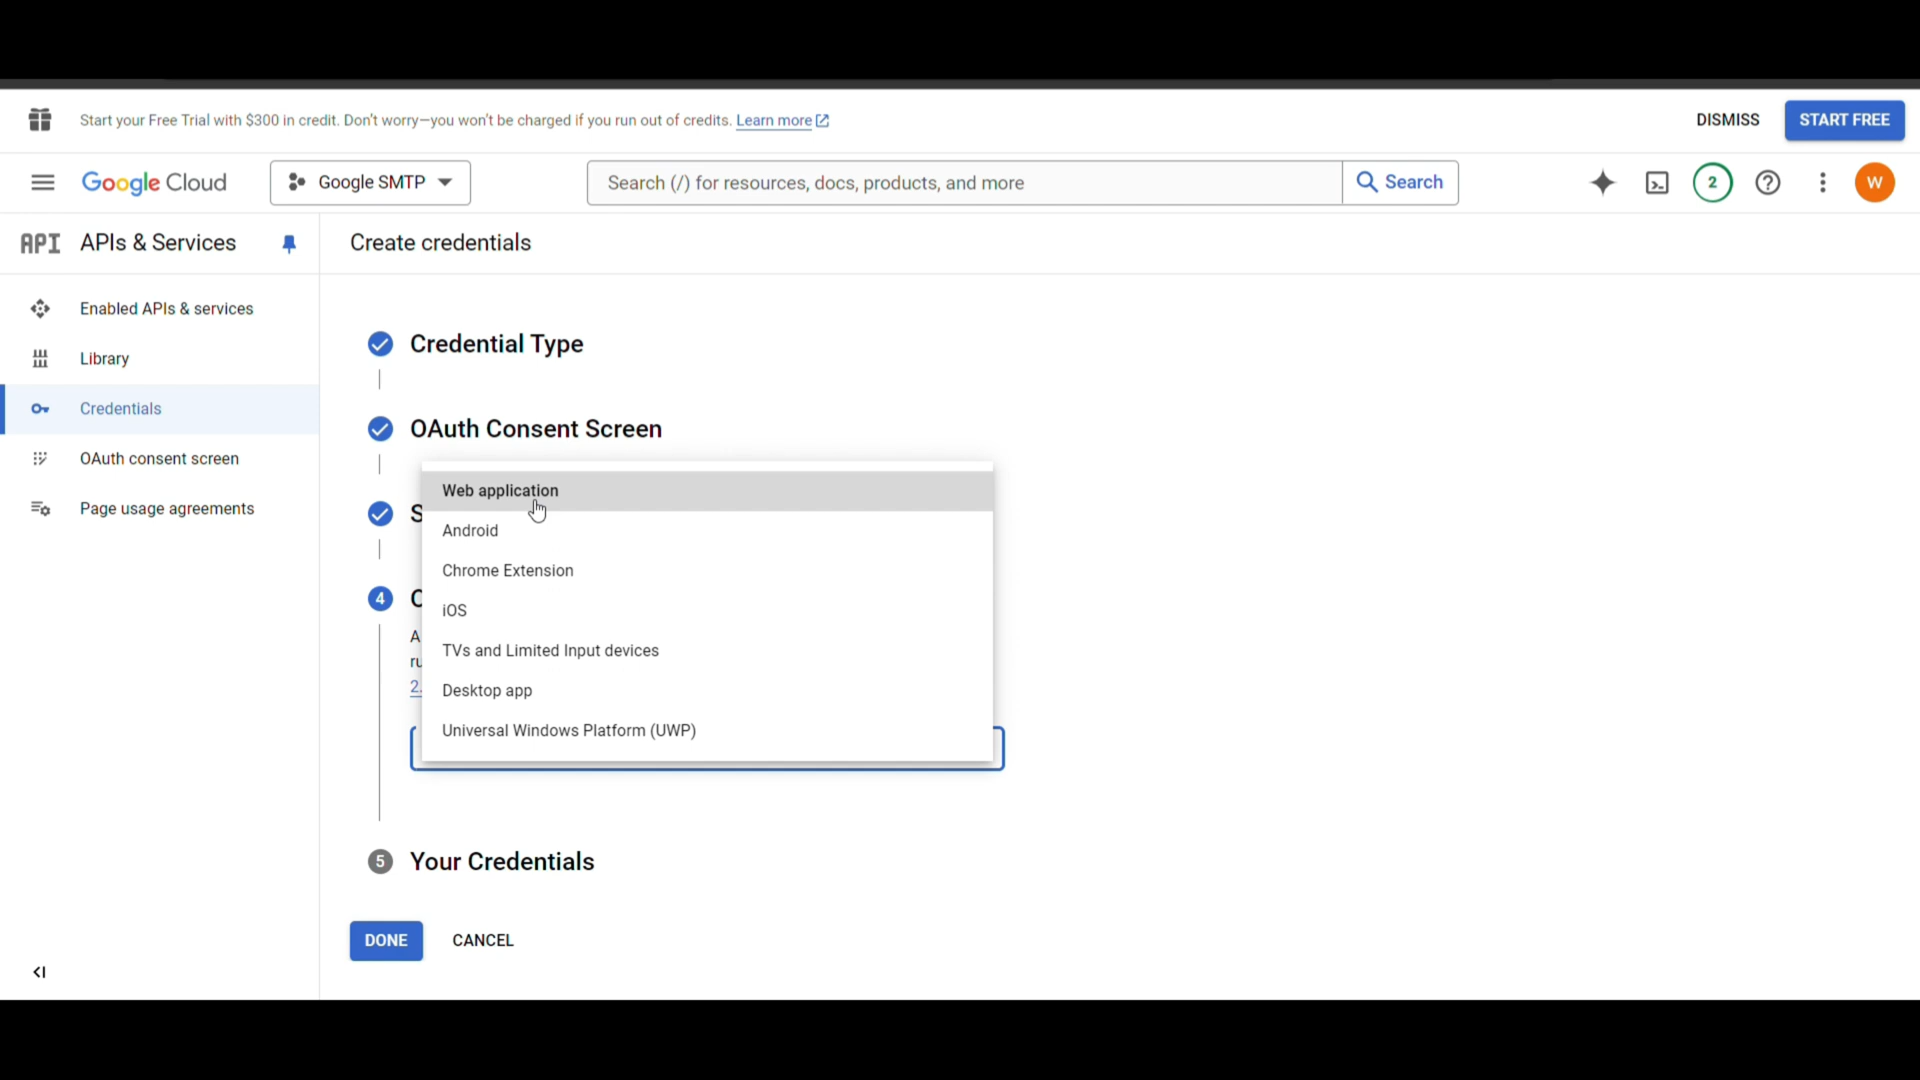 Start your Free Trial with $300 in credit. Don't worry—you won't be charged if you run out of credits. Learn more
DISMISS
START FREE
Google Cloud
Google SMTP
Search (/) for resources, docs, products, and more
Search
2
W
API APIs & Services
Create credentials
Enabled APIs & services
Library
Credentials
OAuth consent screen
Page usage agreements
Credential Type
OAuth Consent Screen
S
Web application
Android
Chrome Extension
iOS
TVs and Limited Input devices
Desktop app
Universal Windows Platform (UWP)
4
A
ru
2.
5 Your Credentials
DONE
CANCEL